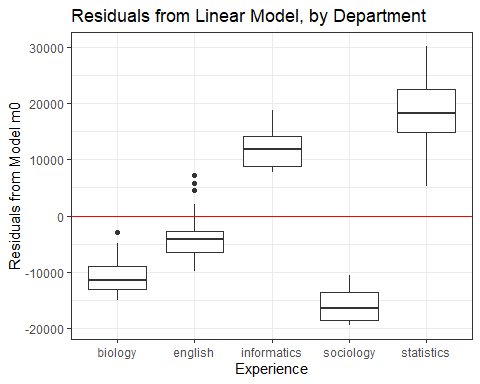 Residuals from Linear Model, by Department
Residuals from Model m0
30000
20000
10000
0
-10000
-20000
biology english informatics sociology statistics
Experience